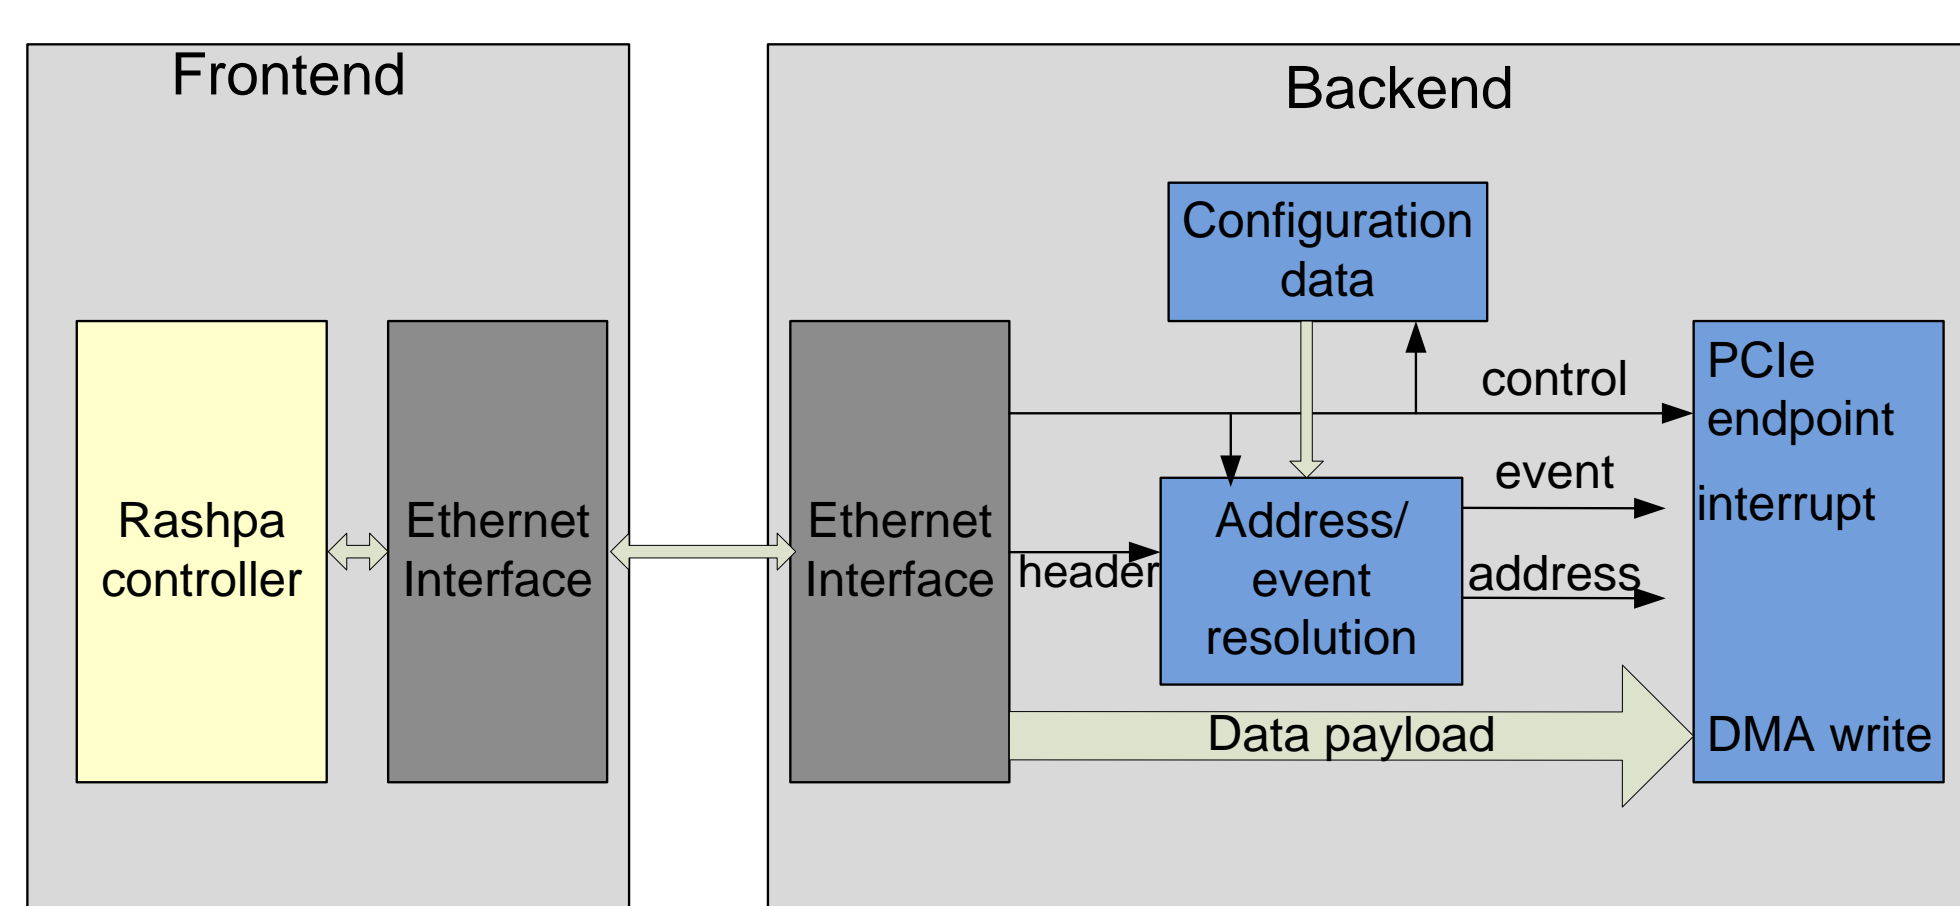 Frontend
Backend
Configuration
data
control
PCIe
endpoint
event
interrupt
Rashpa
controller
Ethernet
Interface
Ethernet
Interface
header
Address/
event
resolution
address
Data payload
DMA write